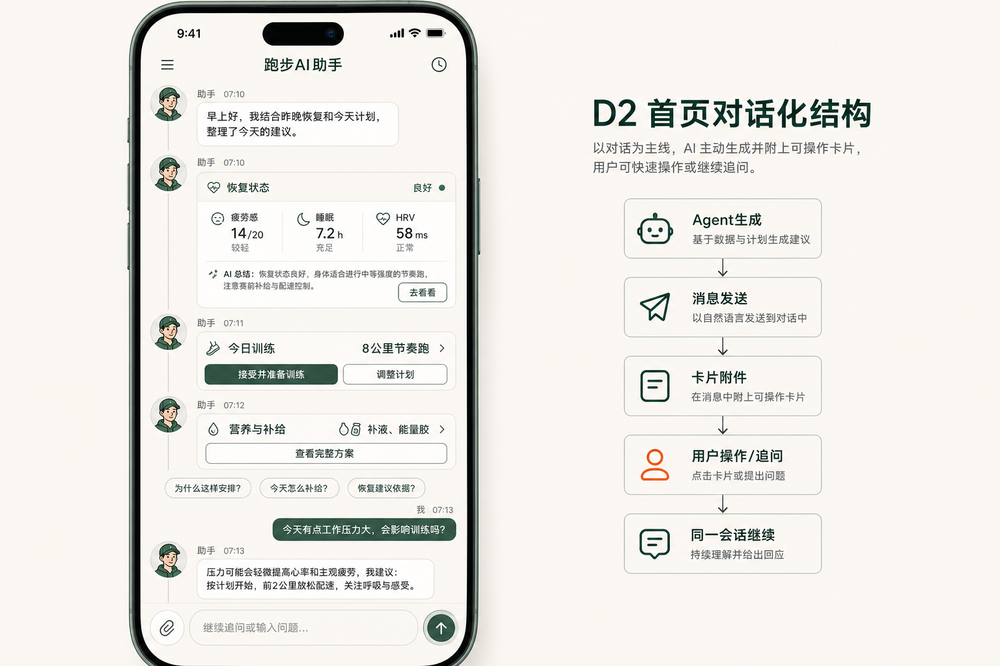 9:41
跑步AI助手
助手 07:10
早上好，我结合昨晚恢复和今天计划，
整理了今天的建议。
助手 07:10
恢复状态
良好
疲劳感
14/20
较轻
睡眠
7.2 h
充足
HRV
58 ms
正常
AI 总结：恢复状态良好，身体适合进行中等强度的节奏跑，
注意赛前补给与配速控制。
去看看
助手 07:11
今日训练
8公里节奏跑
接受并准备训练
调整计划
助手 07:12
营养与补给
补液、能量胶
查看完整方案
为什么这样安排？
今天怎么补给？
恢复建议依据？
我 07:13
今天有点工作压力大，会影响训练吗？
助手 07:13
压力可能会轻微提高心率和主观疲劳，我建议：
按计划开始，前2公里放松配速，关注呼吸与感受。
继续追问或输入问题...
D2 首页对话化结构
以对话为主线，AI 主动生成并附上可操作卡片，
用户可快速操作或继续追问。
Agent生成
基于数据与计划生成建议
消息发送
以自然语言发送到对话中
卡片附件
在消息中附上可操作卡片
用户操作/追问
点击卡片或提出问题
同一会话继续
持续理解并给出回应